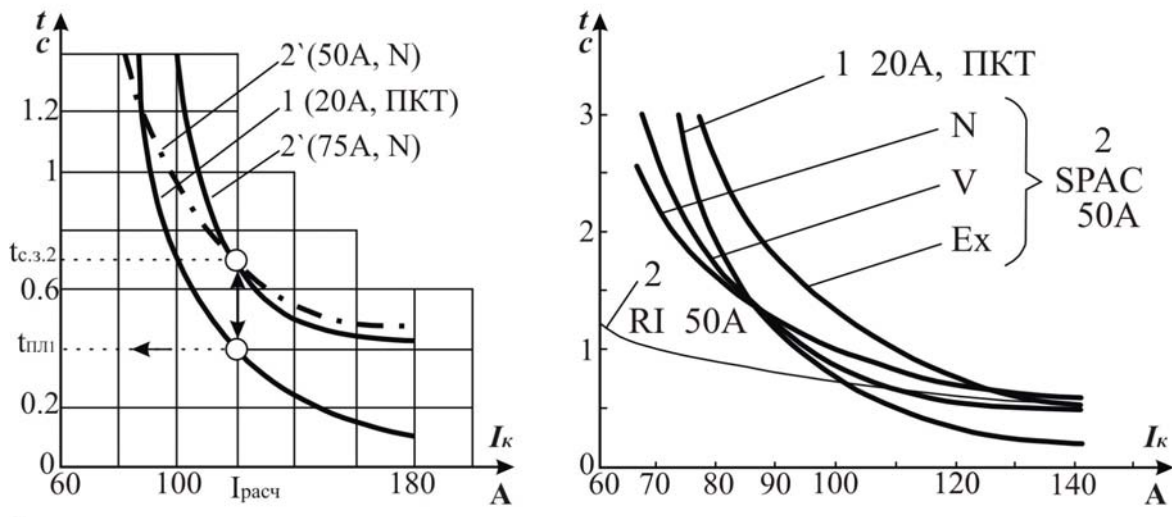 t
c
2`(50A, N)
1 (20A, ПКТ)
2`(75A, N)
1.2
1
tс.з.2
0.6
tПЛ1
0.2
0
60
100
Iрасч
180
Iк
A
t
c
1 20A, ПКТ
N
V
Ex
2
SPAC
50A
2
RI 50A
3
2
1
0
60
70
80
90
100
120
140
Iк
A